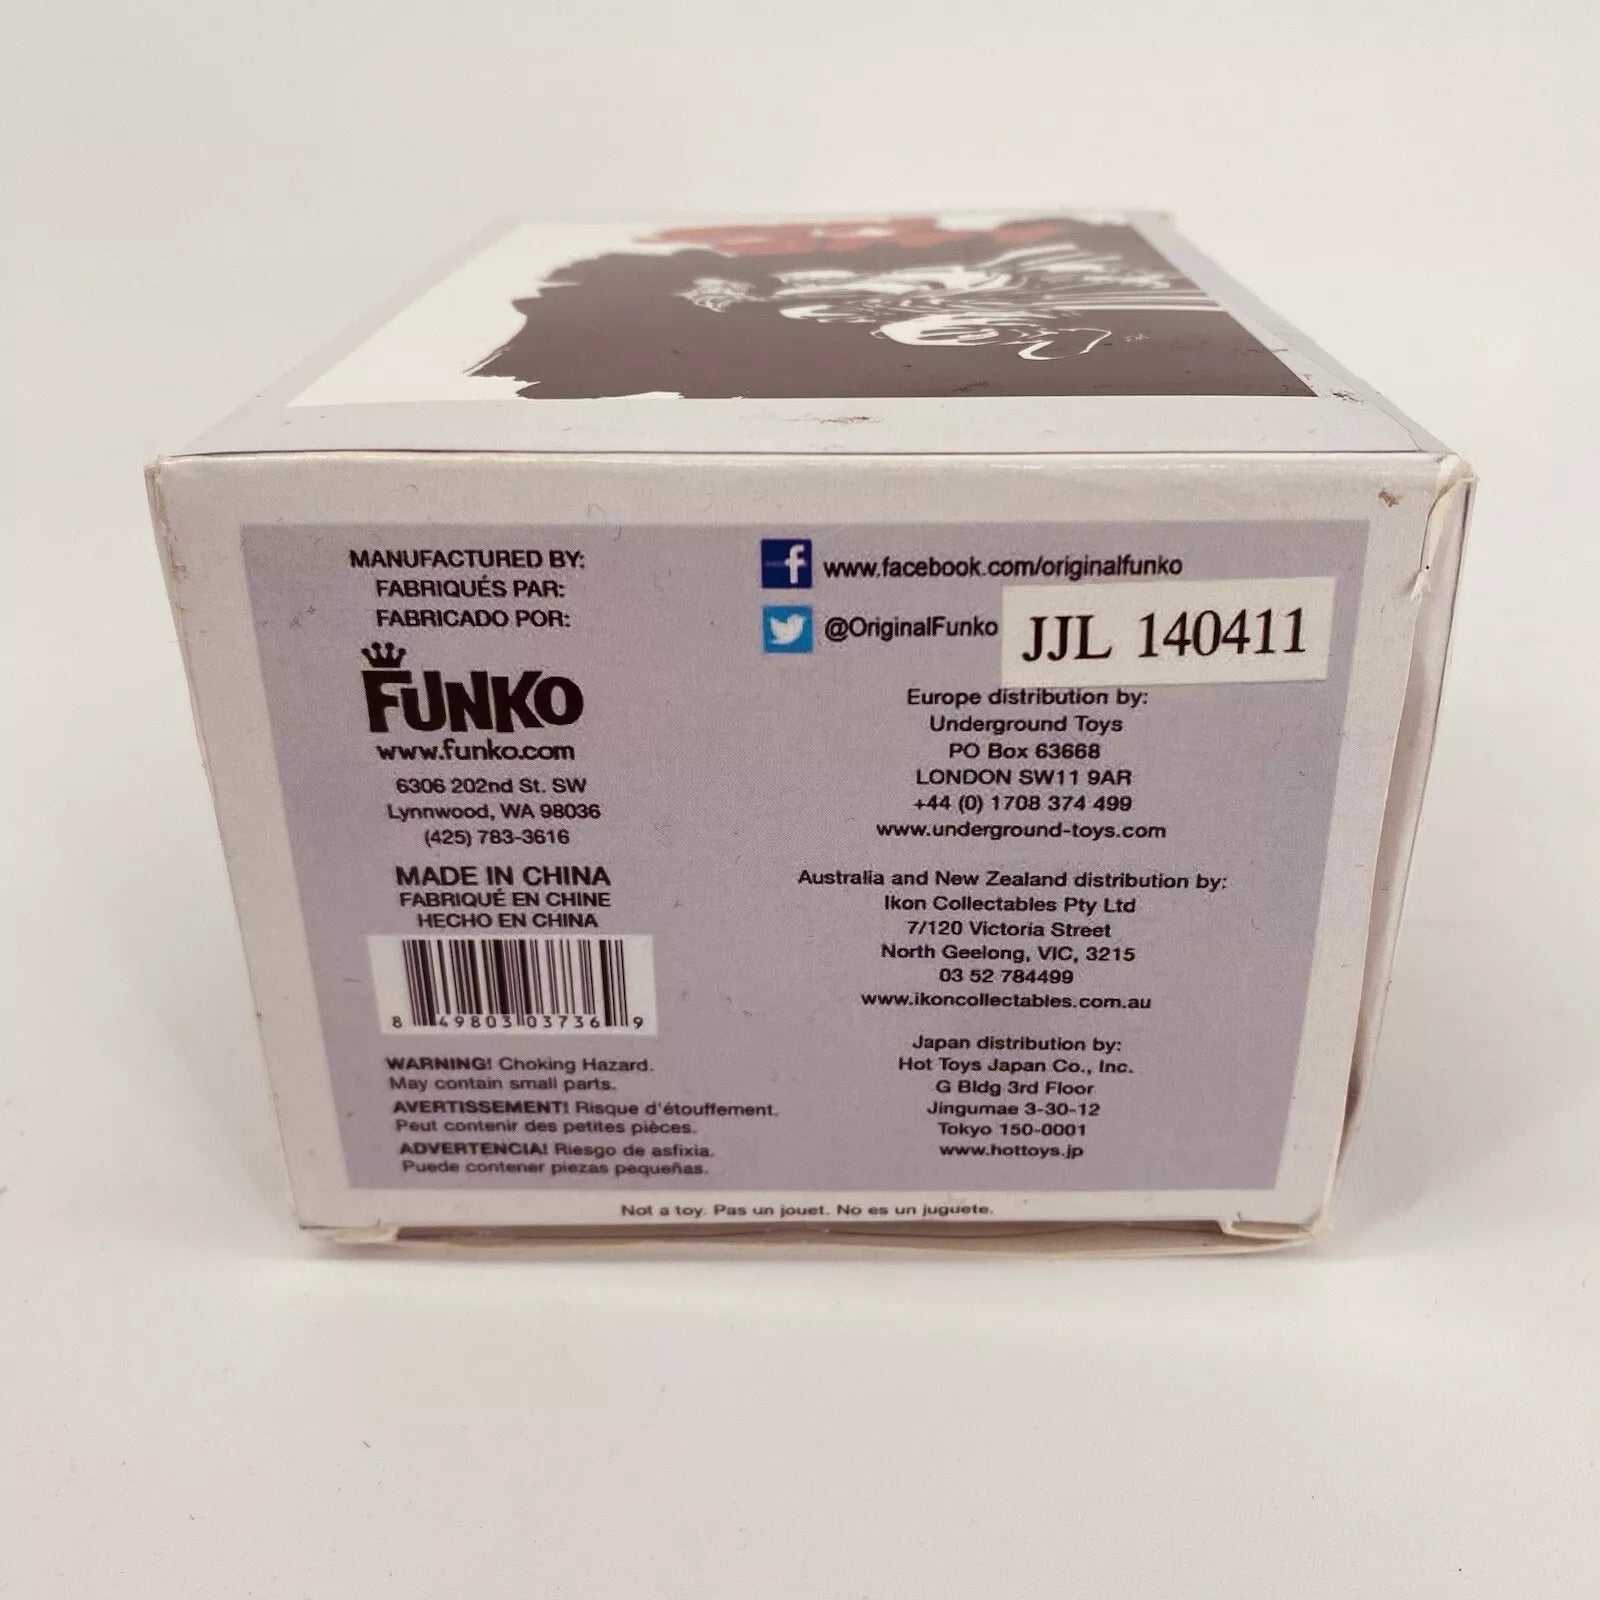 MANUFACTURED BY:
FABRIQUÉS PAR:
FABRICADO POR:
FUNKO
www.funko.com
6306 202nd St. SW
Lynnwood, WA 98036
(425) 783-3616
MADE IN CHINA
FABRIQUÉ EN CHINE
HECHO EN CHINA
8 49803 03736 9
WARNING! Choking Hazard.
May contain small parts.
AVERTISSEMENT! Risque d'étouffement.
Peut contenir des petites pièces.
ADVERTENCIA! Riesgo de asfixia.
Puede contener piezas pequeñas.
f www.facebook.com/originalfunko
@OriginalFunko
JJL 140411
Europe distribution by:
Underground Toys
PO Box 63668
LONDON SW11 9AR
+44 (0) 1708 374 499
www.underground-toys.com
Australia and New Zealand distribution by:
Ikon Collectables Pty Ltd
7/120 Victoria Street
North Geelong, VIC, 3215
03 52 784499
www.ikoncollectables.com.au
Japan distribution by:
Hot Toys Japan Co., Inc.
G Bldg 3rd Floor
Jingumae 3-30-12
Tokyo 150-0001
www.hottoys.jp
Not a toy. Pas un jouet. No es un juguete.